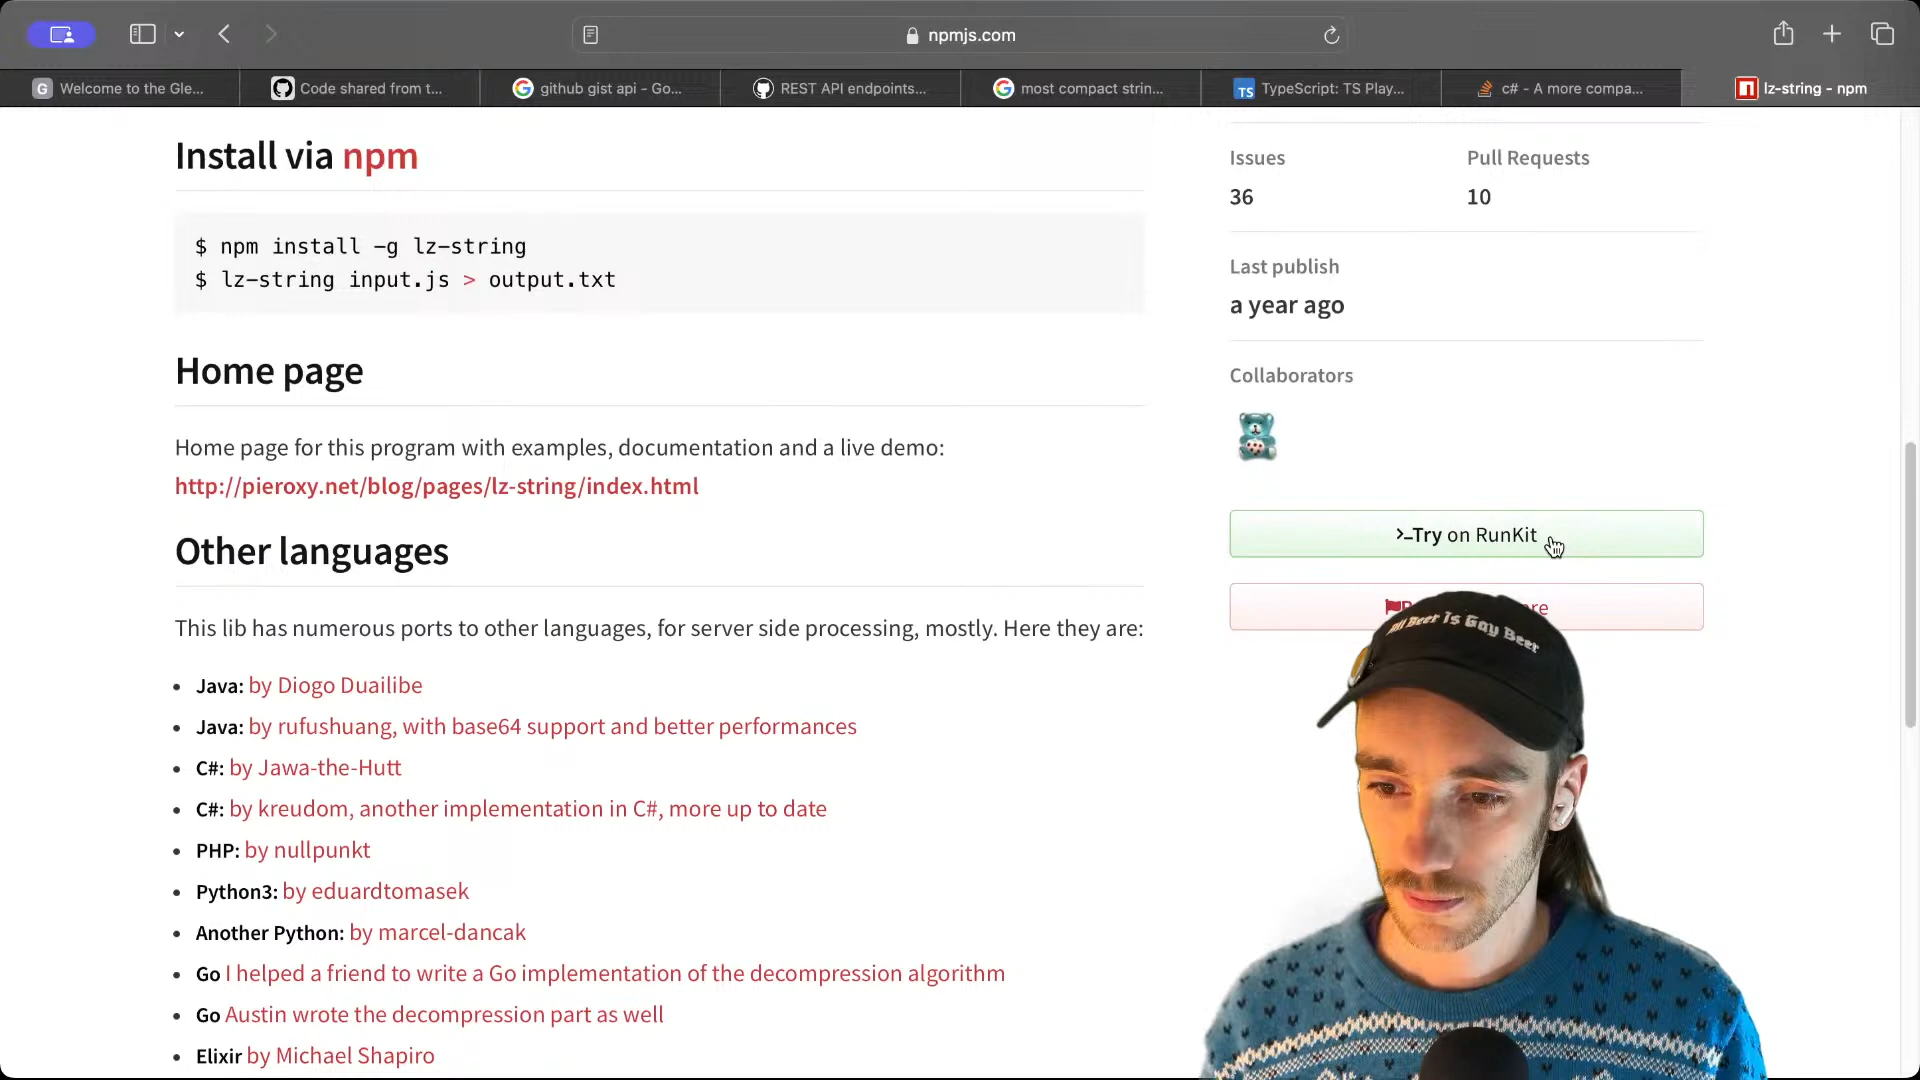 npmjs.com
Welcome to the Gle...
Code shared from t...
github gist api - Go...
REST API endpoints...
most compact strin...
TypeScript: TS Play...
c# - A more compa...
lz-string - npm
Install via npm
$ npm install -g lz-string
$ lz-string input.js > output.txt
Home page
Home page for this program with examples, documentation and a live demo:
http://pieroxy.net/blog/pages/lz-string/index.html
Other languages
This lib has numerous ports to other languages, for server side processing, mostly. Here they are:
Java: by Diogo Duailibe
Java: by rufushuang, with base64 support and better performances
C#: by Jawa-the-Hutt
C#: by kreudom, another implementation in C#, more up to date
PHP: by nullpunkt
Python3: by eduardtomasek
Another Python: by marcel-dancak
Go I helped a friend to write a Go implementation of the decompression algorithm
Go Austin wrote the decompression part as well
Elixir by Michael Shapiro
Issues
36
Pull Requests
10
Last publish
a year ago
Collaborators
>_Try on RunKit
Beer Is Gay Beer